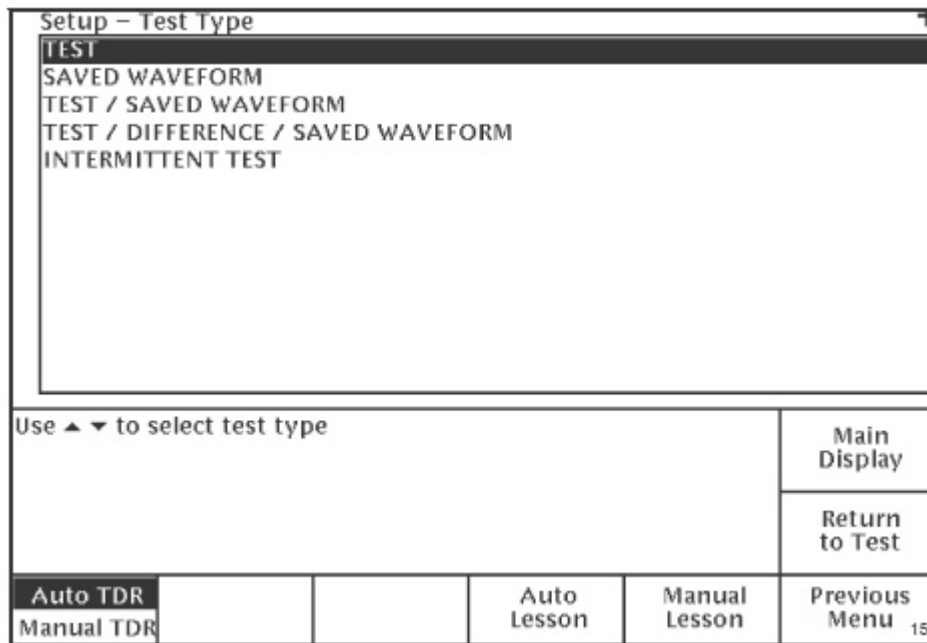 Setup – Test Type
TEST
SAVED WAVEFORM
TEST / SAVED WAVEFORM
TEST / DIFFERENCE / SAVED WAVEFORM
INTERMITTENT TEST
Use ▲ ▼ to select test type
Main
Display
Return
to Test
Auto TDR
Manual TDR
Auto
Lesson
Manual
Lesson
Previous
Menu
15